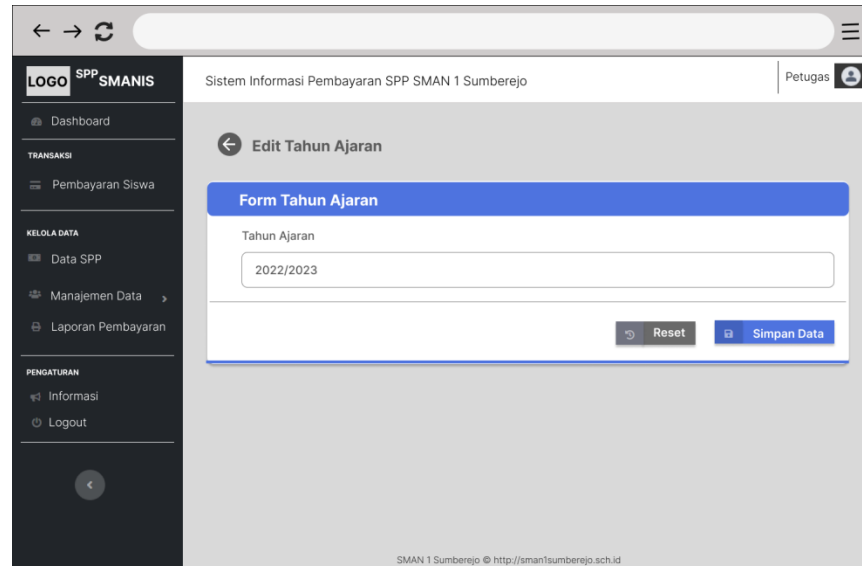 LOGO SPP SMANIS
Sistem Informasi Pembayaran SPP SMAN 1 Sumberejo
Petugas
Dashboard
TRANSAKSI
Pembayaran Siswa
KELOLA DATA
Data SPP
Manajemen Data
Laporan Pembayaran
PENGATURAN
Informasi
Logout
Edit Tahun Ajaran
Form Tahun Ajaran
Tahun Ajaran
2022/2023
Reset
Simpan Data
SMAN 1 Sumberejo @ http://sman1sumberejo.sch.id